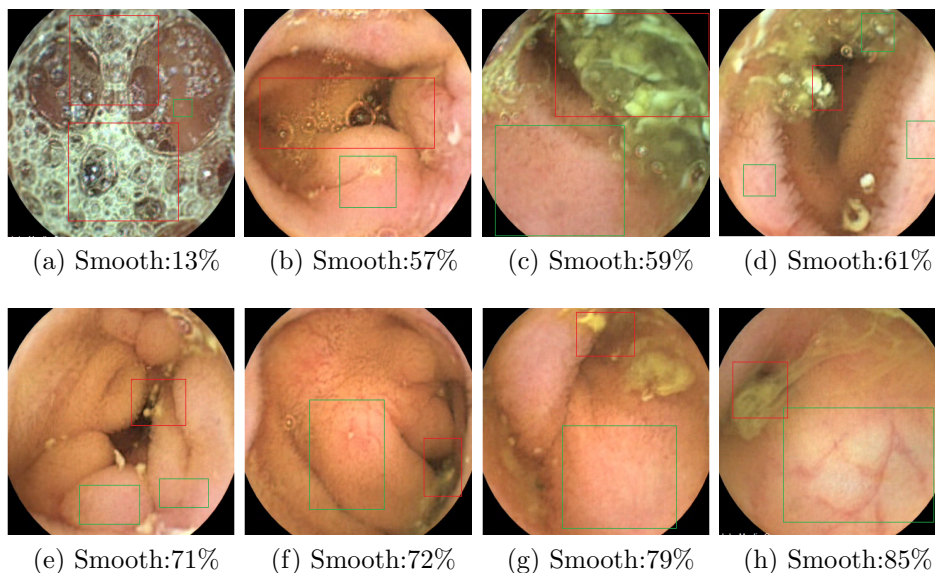 (a) Smooth:13%
(b) Smooth:57%
(c) Smooth:59%
(d) Smooth:61%
(e) Smooth:71%
(f) Smooth:72%
(g) Smooth:79%
(h) Smooth:85%